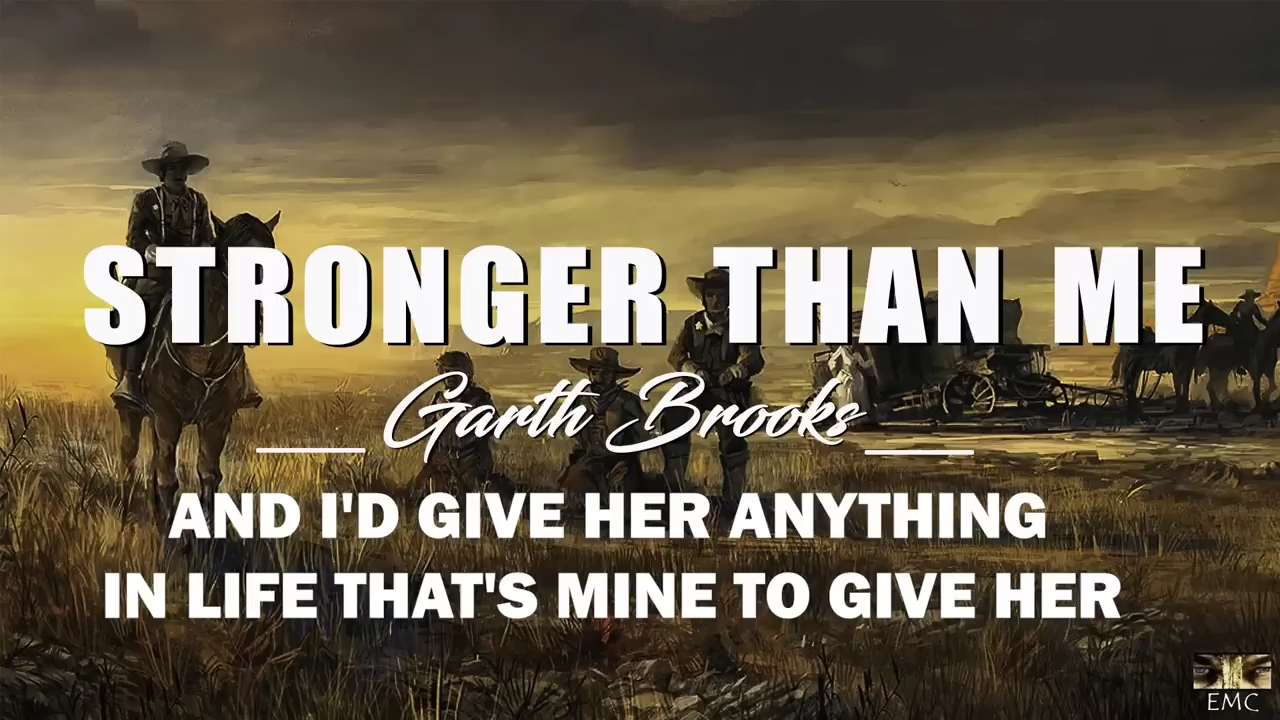 STRONGER THAN ME
Garth Brooks
AND I'D GIVE HER ANYTHING
IN LIFE THAT'S MINE TO GIVE HER
EMC